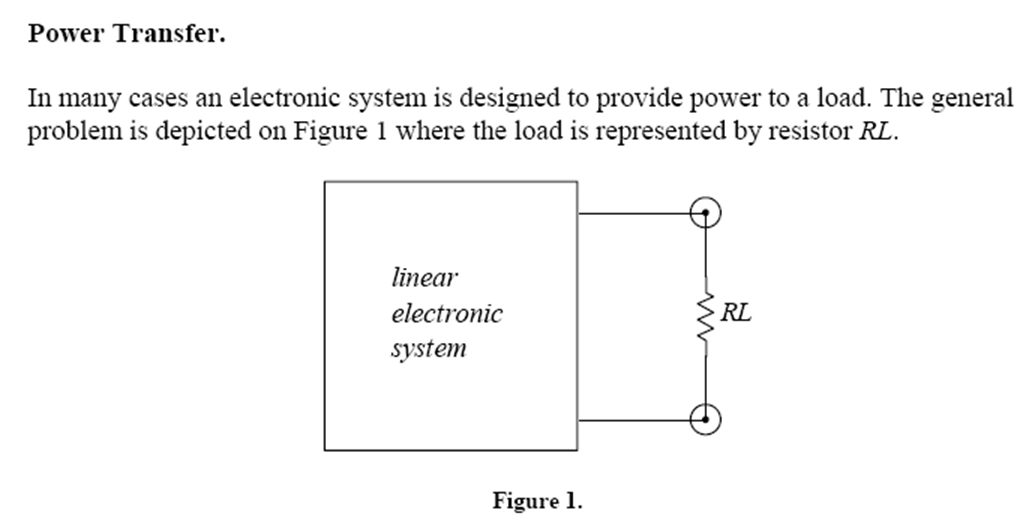 Power Transfer.
In many cases an electronic system is designed to provide power to a load. The general
problem is depicted on Figure 1 where the load is represented by resistor RL.
linear
electronic
system
RL
Figure 1.